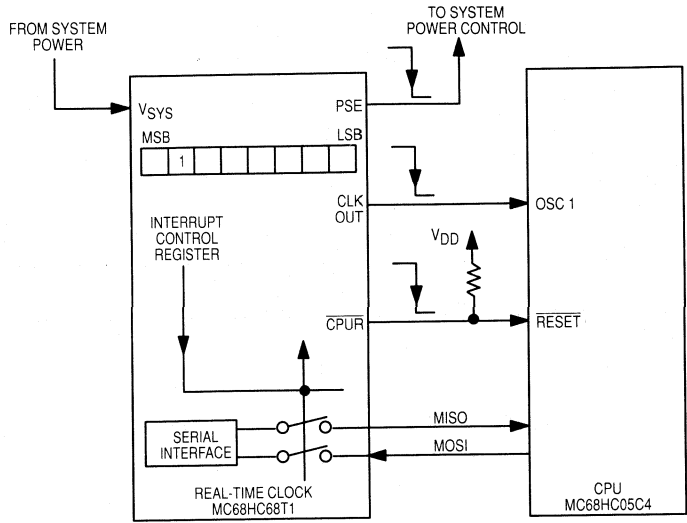 FROM SYSTEM
POWER
TO SYSTEM
POWER CONTROL
VSYS
PSE
MSB
LSB
1
CLK
OUT
OSC 1
INTERRUPT
CONTROL
REGISTER
VDD
CPUR
RESET
MISO
MOSI
SERIAL
INTERFACE
REAL-TIME CLOCK
MC68HC68T1
CPU
MC68HC05C4